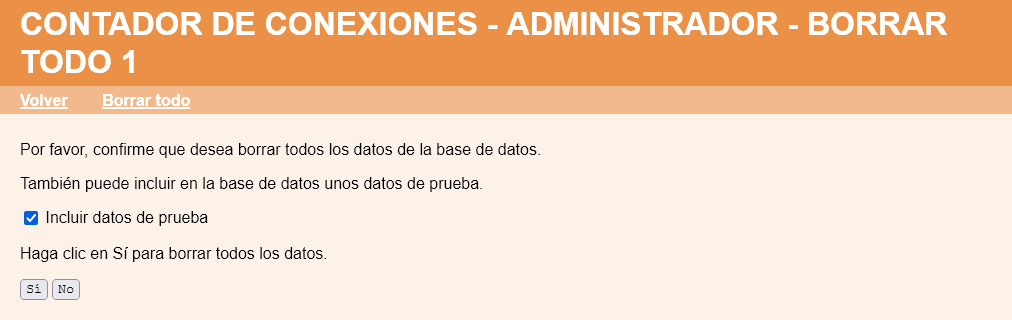 CONTADOR DE CONEXIONES - ADMINISTRADOR - BORRAR
TODO 1
Volver Borrar todo
Por favor, confirme que desea borrar todos los datos de la base de datos.
También puede incluir en la base de datos unos datos de prueba.
Incluir datos de prueba
Haga clic en Sí para borrar todos los datos.
Sí No